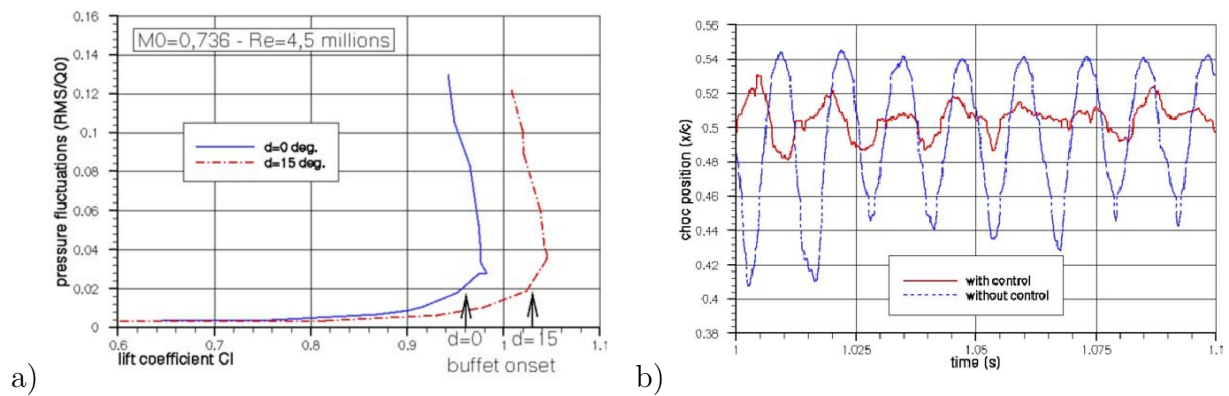 M0=0,736 - Re=4,5 millions
pressure fluctuations (RMS/Q0)
0.16
0.14
0.12
0.1
0.08
0.06
0.04
0.02
0
d=0 deg.
d=15 deg.
d=0
d=15
buffet onset
0.6
0.7
0.8
0.9
1
1.1
lift coefficient Cl
a)
choc position (x/c)
0.56
0.54
0.52
0.5
0.48
0.46
0.44
0.42
0.4
0.38
with control
without control
1
1.025
1.05
1.075
1.1
time (s)
b)